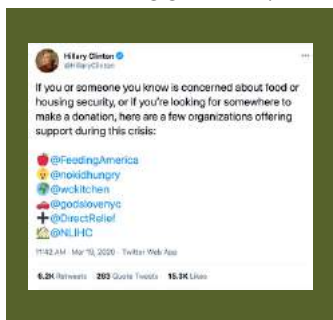 Hillary Clinton
@HillaryClinton
If you or someone you know is concerned about food or
housing security, or if you're looking for somewhere to
make a donation, here are a few organizations offering
support during this crisis:
@FeedingAmerica
@nokidhungry
@wckitchen
@godslovenyc
@DirectRelief
@NLIHC
11:42 AM · Mar 19, 2020 · Twitter Web App
6.2K Retweets 263 Quote Tweets 15.3K Likes